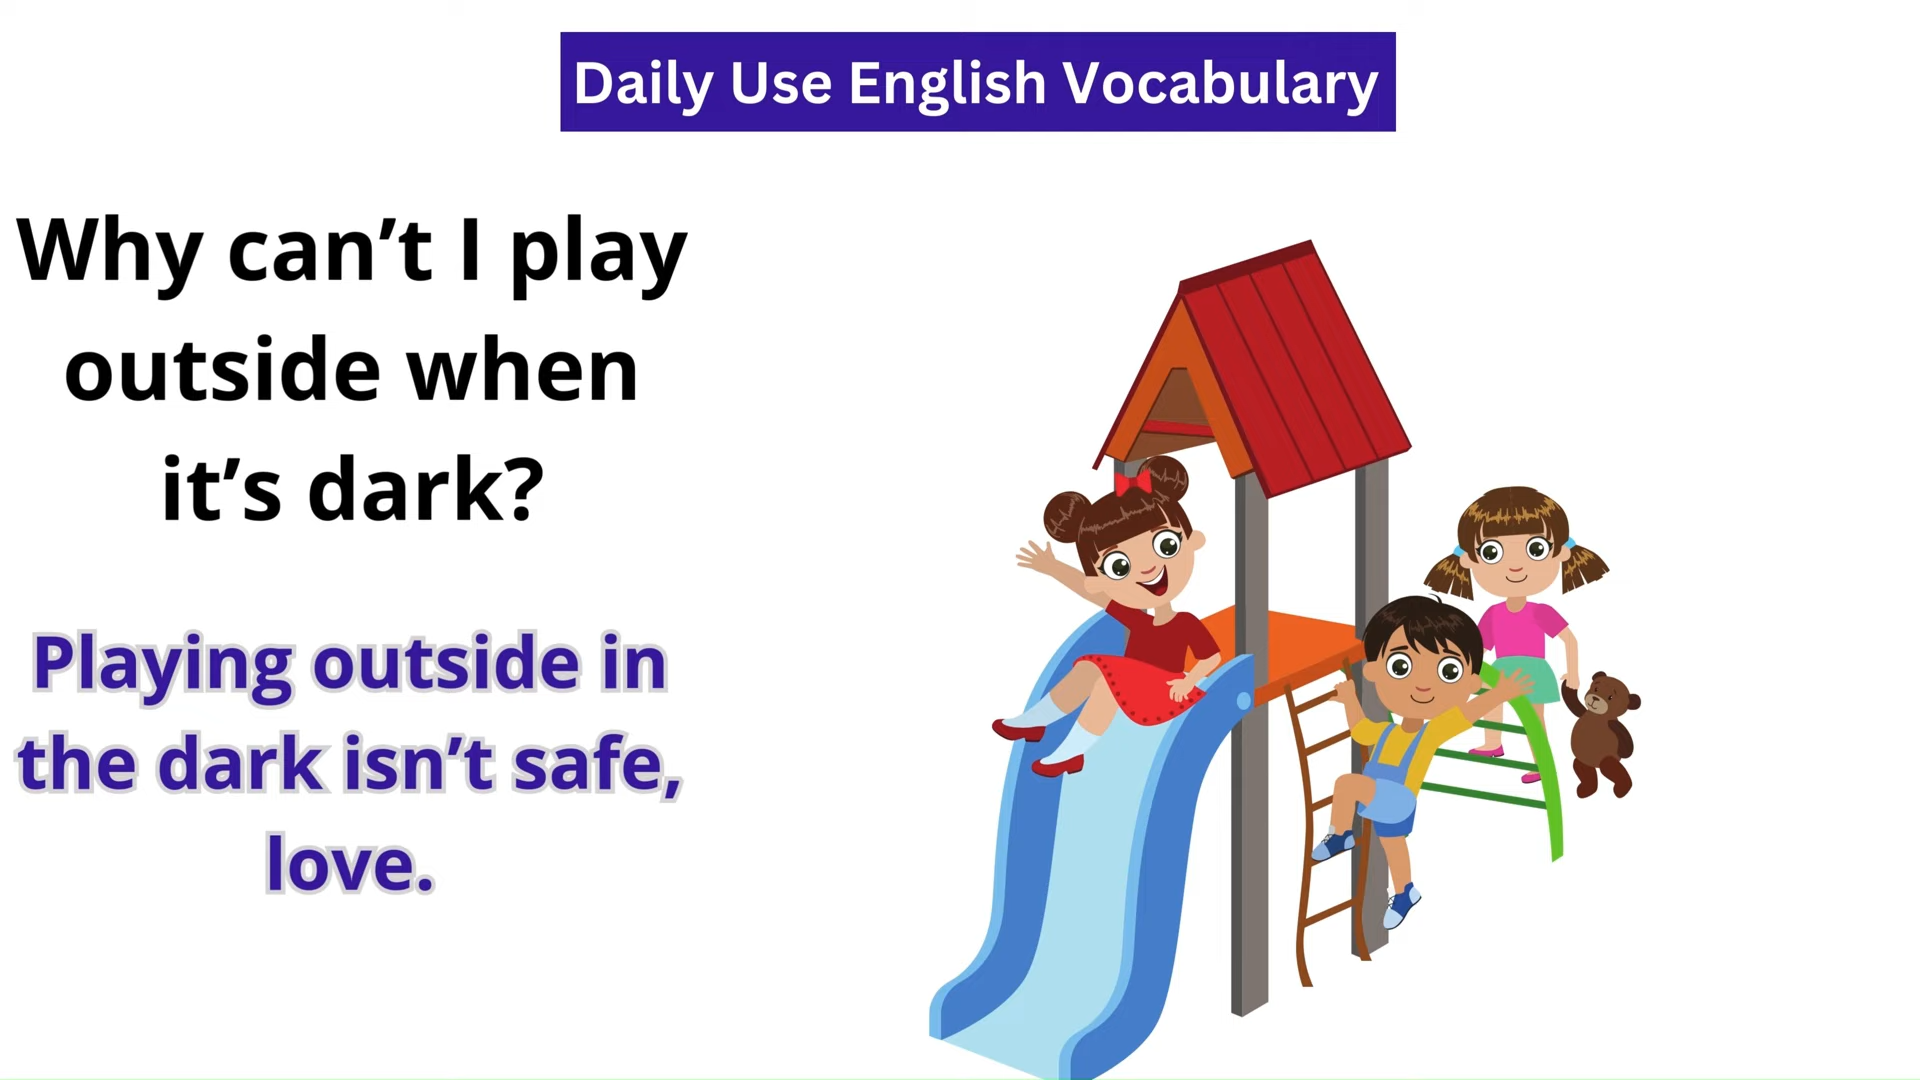 Daily Use English Vocabulary
Why can’t I play
outside when
it’s dark?
Playing outside in
the dark isn’t safe,
love.